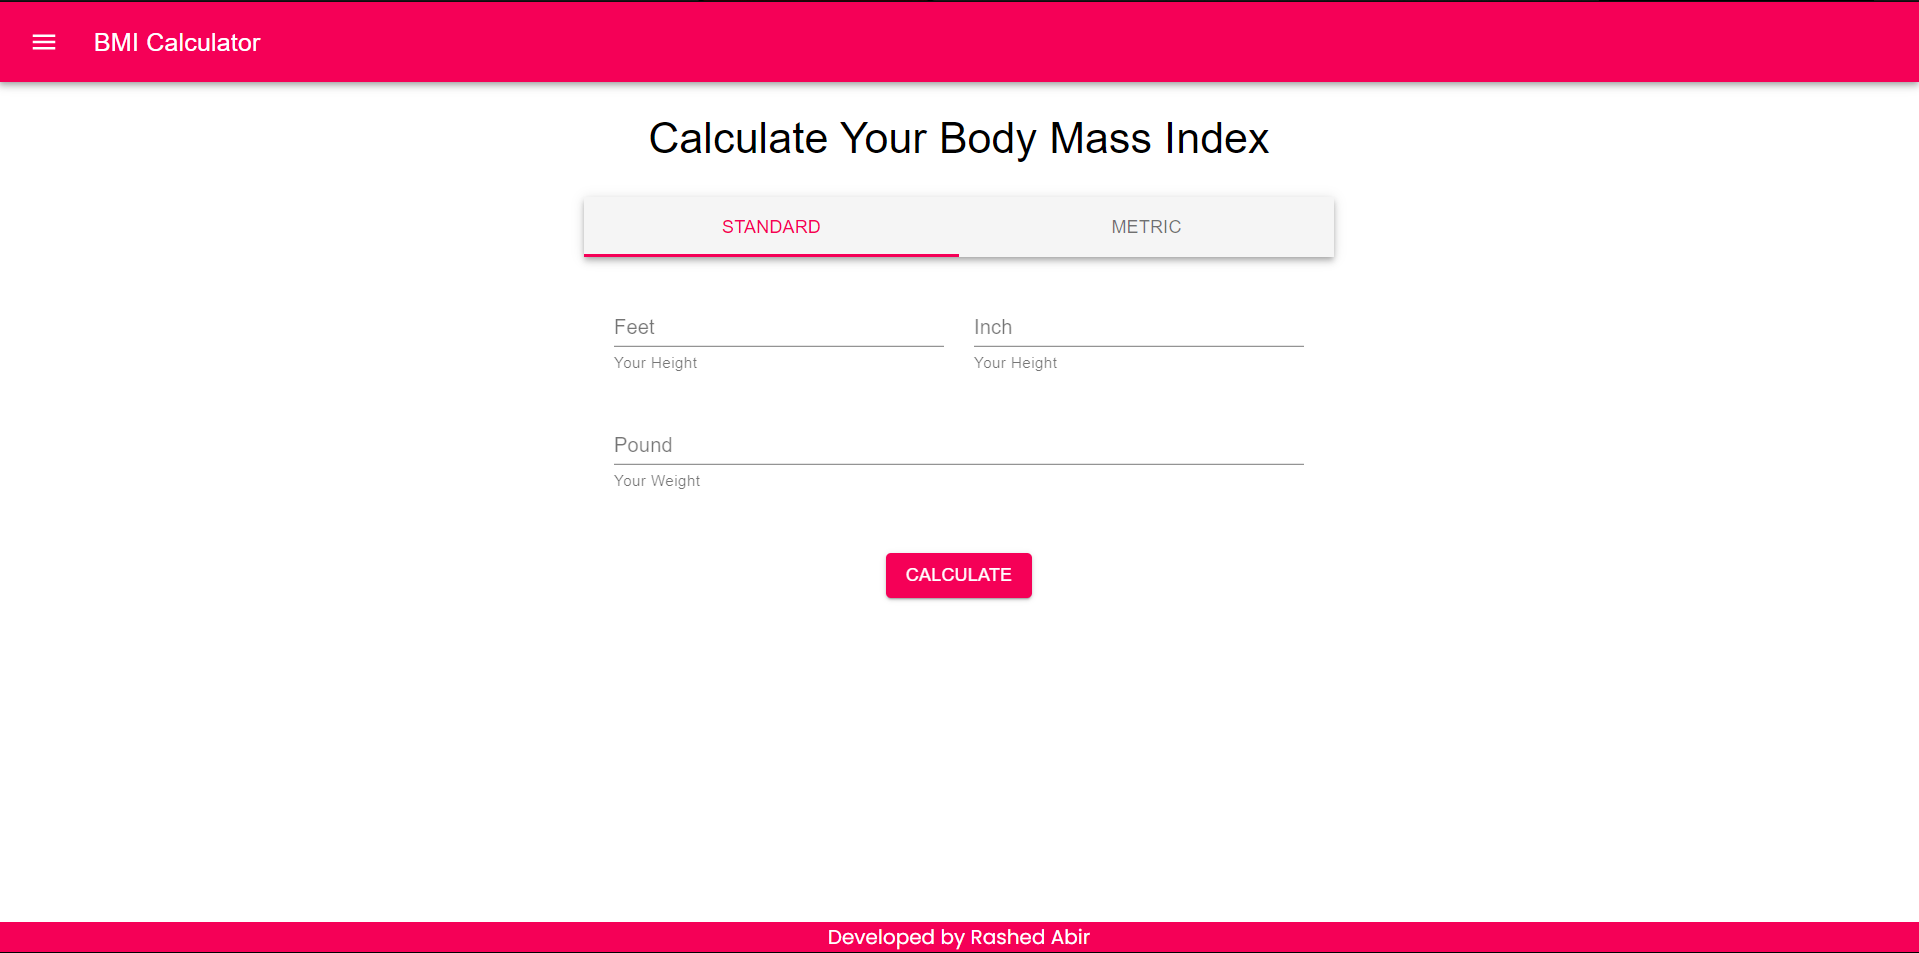 BMI Calculator
Calculate Your Body Mass Index
STANDARD METRIC
Feet Inch
Your Height Your Height
Pound
Your Weight
CALCULATE
Developed by Rashed Abir